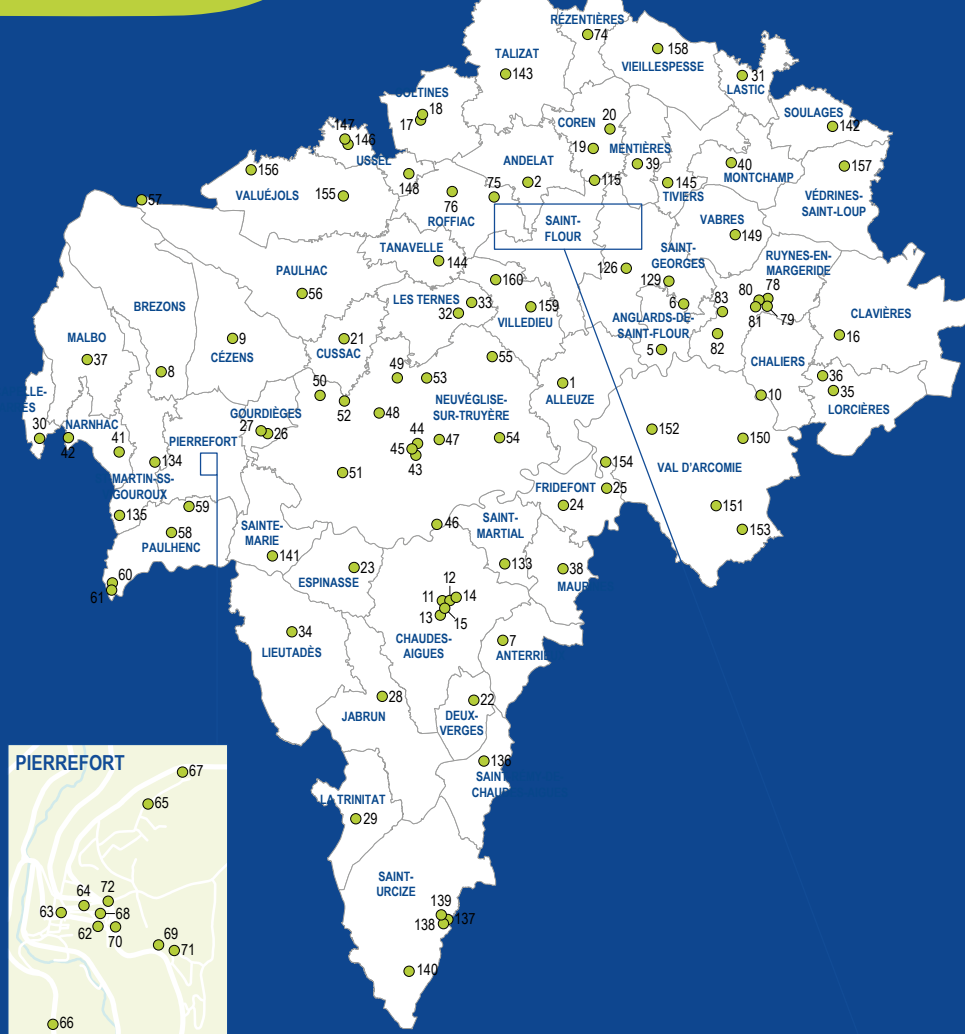 RÉZENTIÈRES
74
TALIZAT
143
158
VIEILLESPESSE
31
LASTIC
18
17
COREN
20
SOULAGES
142
147
146
USSEL
19
MENTIÈRES
39
40
MONTCHAMP
157
VÉDRINES-
SAINT-LOUP
156
VALUÉJOLS
155
148
ANDELAT
2
115
145
TIVIERS
57
76
ROFFIAC
75
SAINT-
FLOUR
VABRES
149
TANAVELLE
144
SAINT-
GEORGES
126
129
RUYNES-EN-
MARGERIDE
PAULHAC
56
160
BREZONS
LES TERNES
33
32
159
VILLEDIEU
6
ANGLARDS-DE-
SAINT-FLOUR
5
83
82
80
78
81
79
CLAVIÈRES
16
MALBO
37
9
CÉZENS
21
CUSSAC
CHALIERS
8
49
53
55
1
ALLEUZE
36
35
LORCIÈRES
10
50
52
48
NEUVÉGLISE-
SUR-TRUYÈRE
30
42
NARNHAC
41
GOURDIÈGES
27
26
PIERREFORT
44
45
43
47
54
152
150
VAL D'ARCOMIE
134
MARTIN-SS-
GOUROUX
135
51
154
25
FRIDEFONT
24
151
153
59
58
PAULHENC
SAINTE-
MARIE
141
46
SAINT-
MARTIAL
133
60
61
ESPINASSE
23
38
12
11
14
13
15
CHAUDES-
AIGUES
34
LIEUTADÈS
7
28
JABRUN
22
DEUX-
VERGES
136
LA TRINITAT
29
SAINT-
URCIZE
139
137
138
140
PIERREFORT
67
65
64
72
63
68
62
70
69
71
66